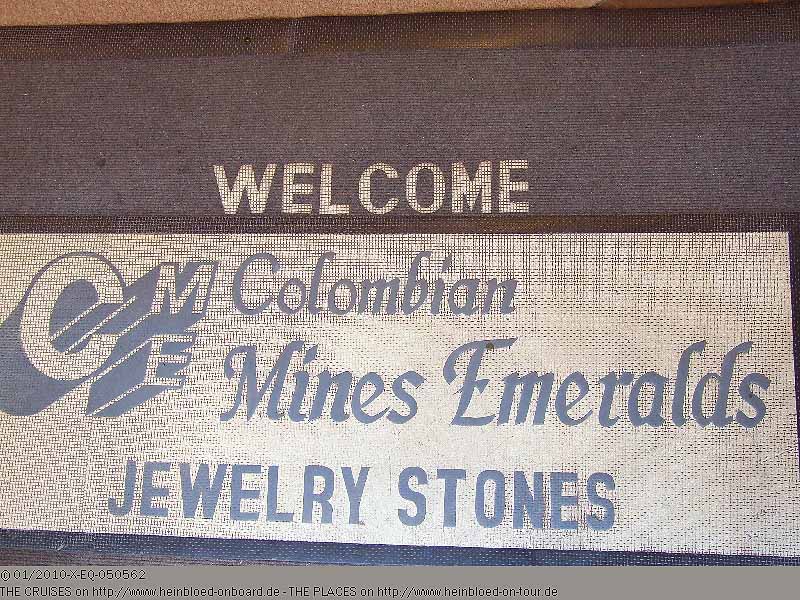 WELCOME
CME
Colombian
Mines Emeralds
JEWELRY STONES
©01/2010-X-EQ-050562
THE CRUISES on http://www.heinbloed-onboard.de - THE PLACES on http://www.heinbloed-on-tour.de